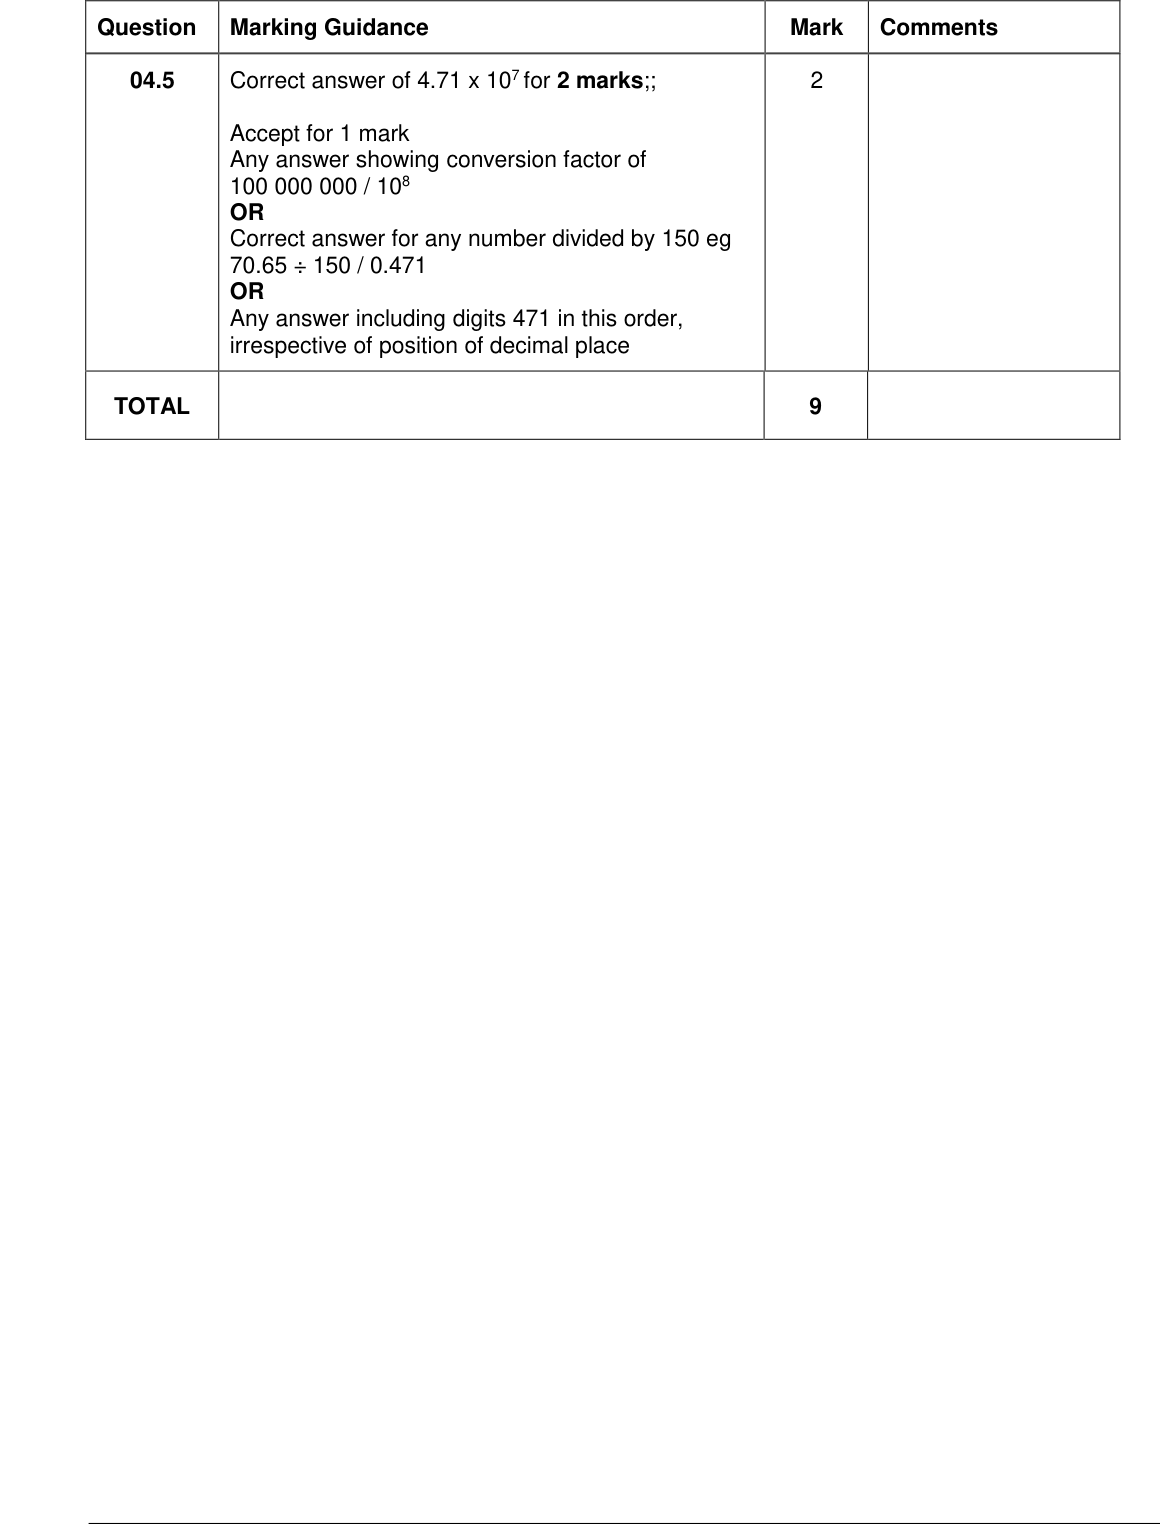 Question Marking Guidance Mark Comments
04.5 Correct answer of 4.71 x 10⁷ for 2 marks;; 2
Accept for 1 mark
Any answer showing conversion factor of
100 000 000 / 10⁸
OR
Correct answer for any number divided by 150 eg
70.65 ÷ 150 / 0.471
OR
Any answer including digits 471 in this order,
irrespective of position of decimal place
TOTAL 9